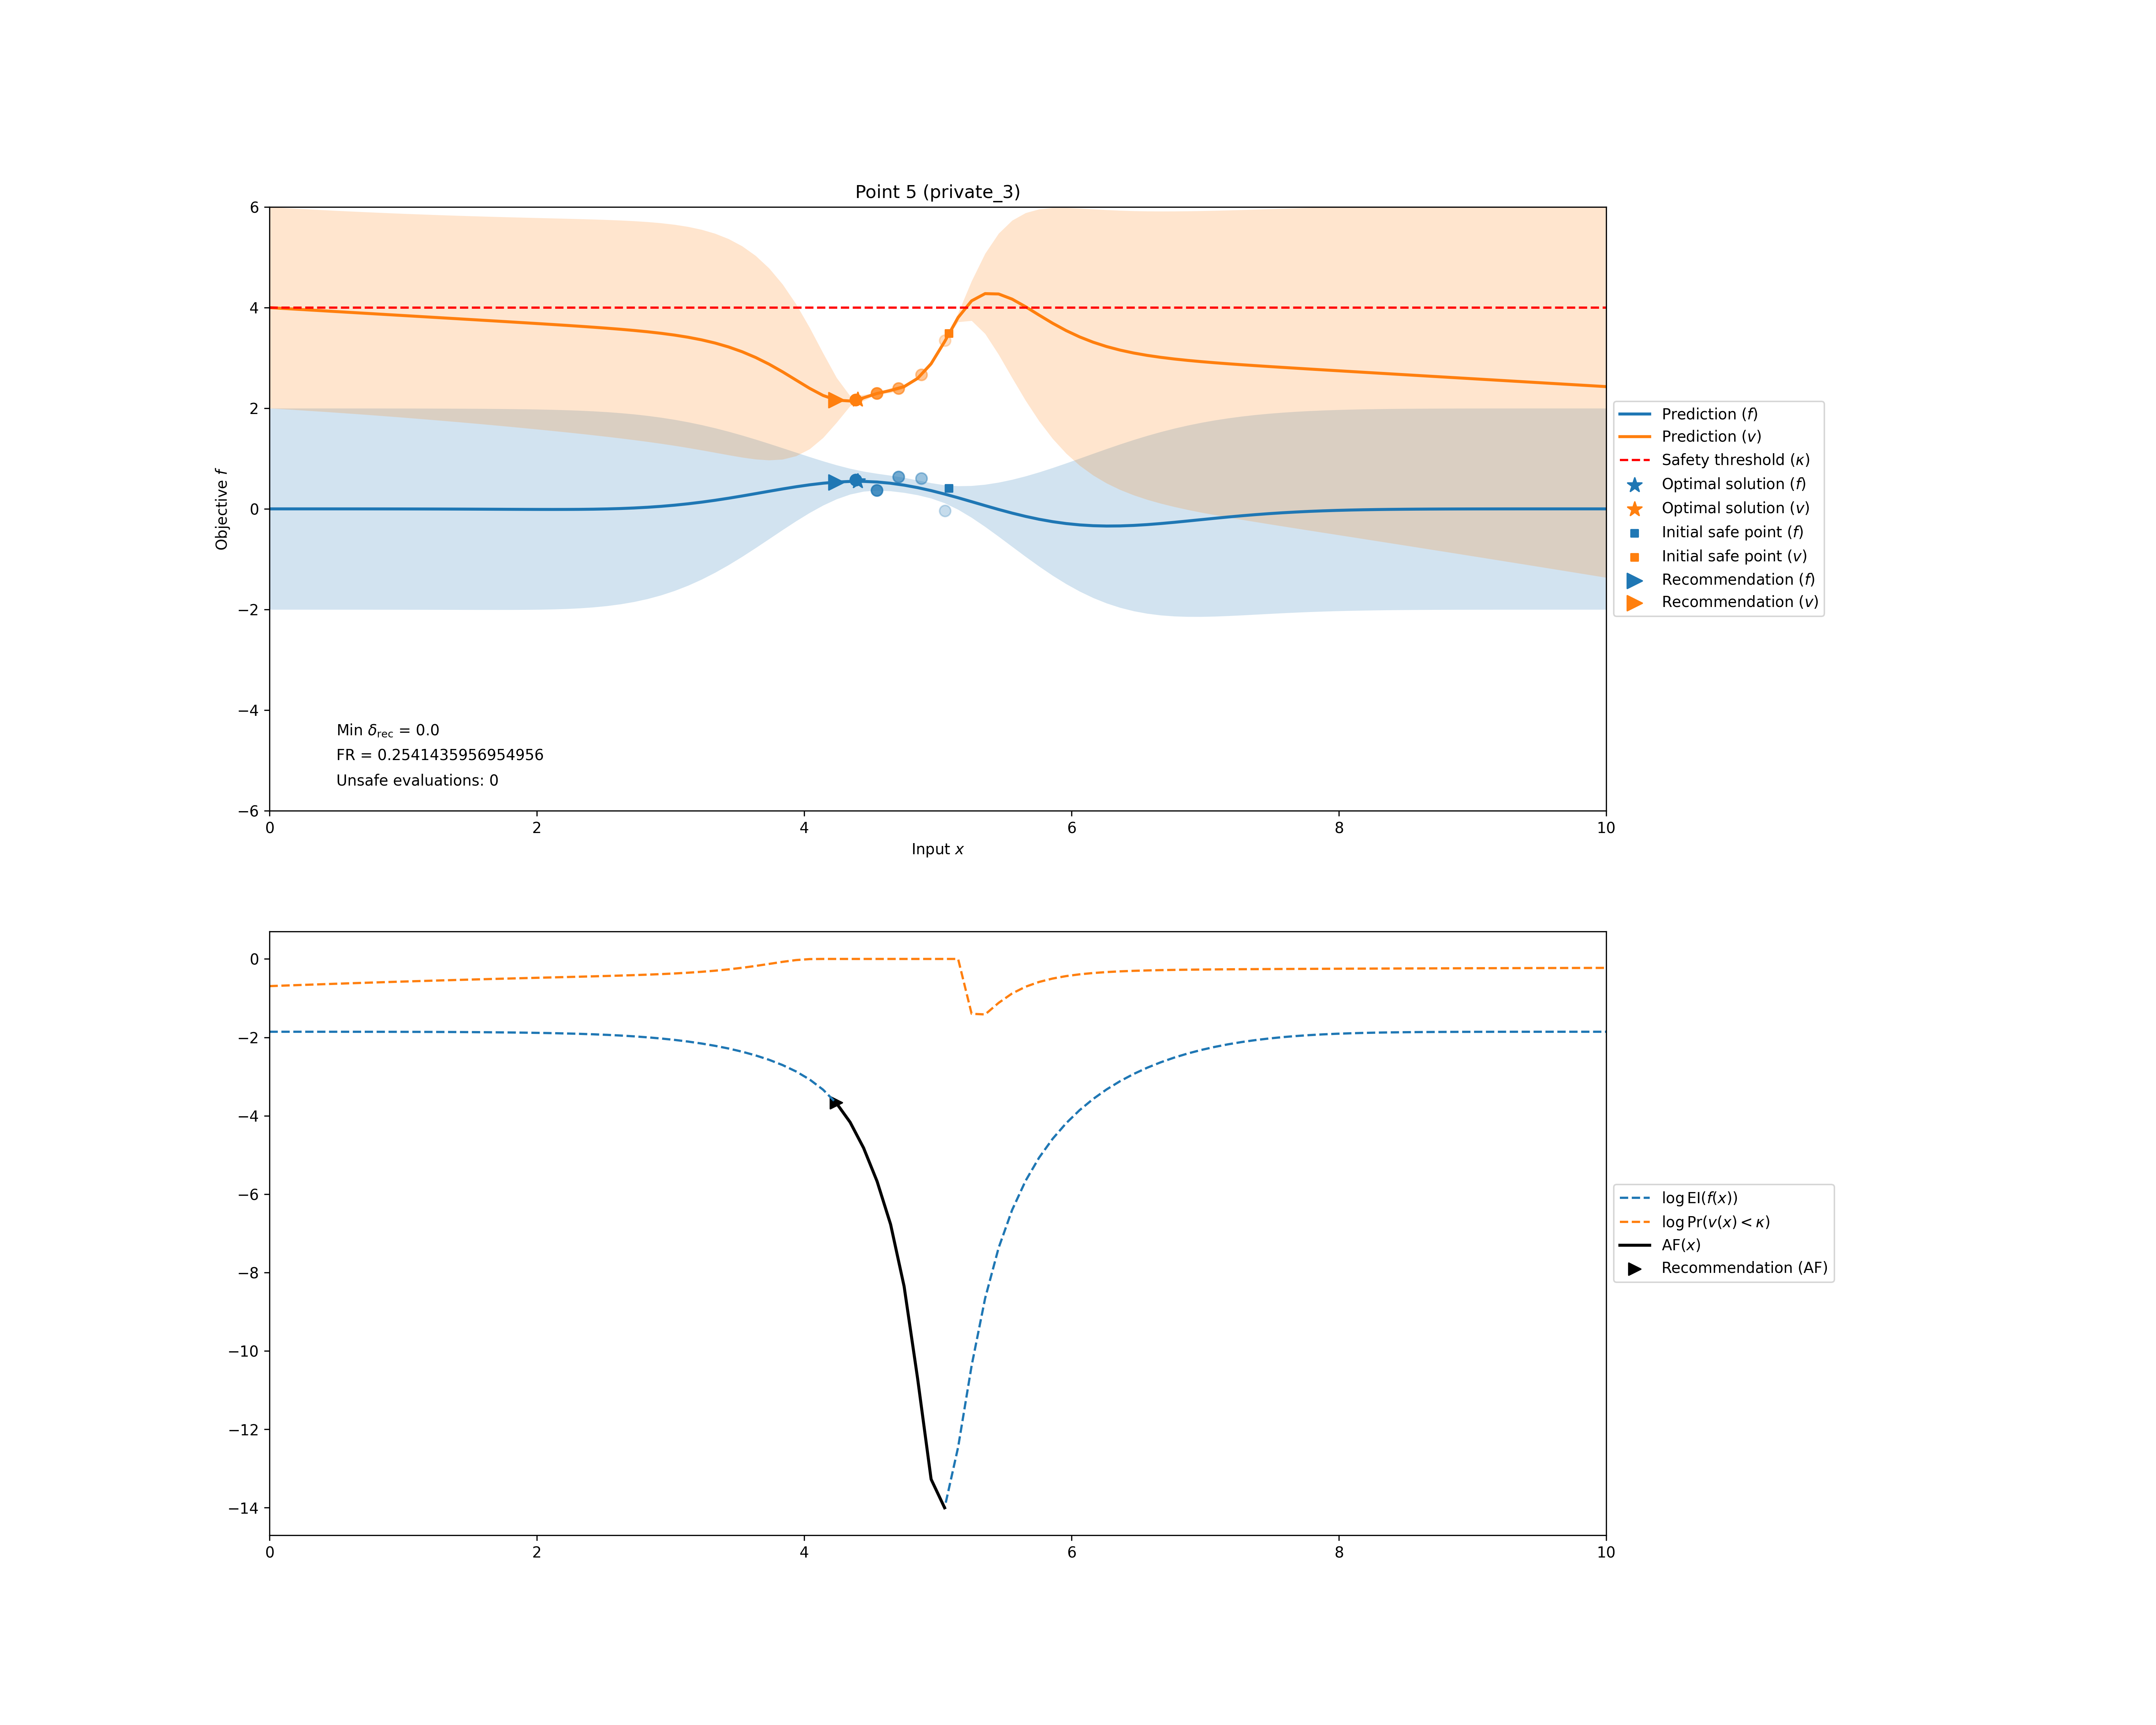 Point 5 (private_3)
6
4
2
0
−2
−4
−6
Objective f
Min δrec = 0.0
FR = 0.2541435956954956
Unsafe evaluations: 0
0 2 4 6 8 10
Input x
Prediction (f)
Prediction (v)
Safety threshold (κ)
Optimal solution (f)
Optimal solution (v)
Initial safe point (f)
Initial safe point (v)
Recommendation (f)
Recommendation (v)
0
−2
−4
−6
−8
−10
−12
−14
0 2 4 6 8 10
log EI(f(x))
log Pr(v(x) < κ)
AF(x)
Recommendation (AF)